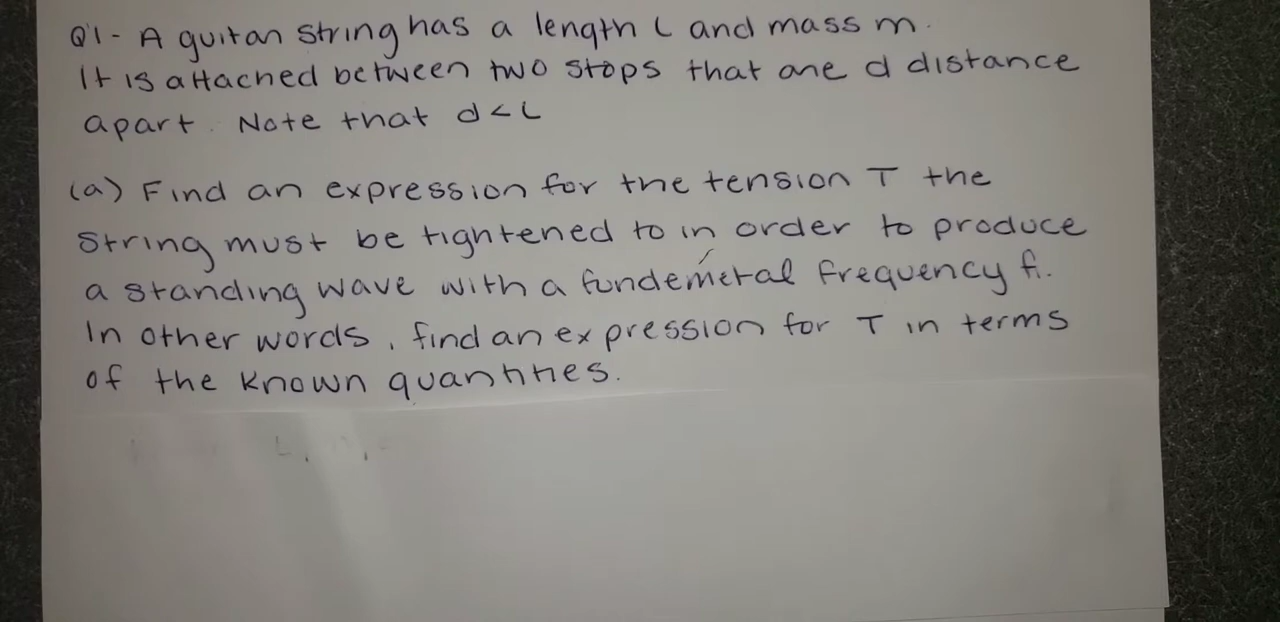 Q1 - A guitan string has a length L and mass m.
It is attached between two stops that are d distance
apart. Note that d < L
(a) Find an expression for the tension T the
string must be tightened to in order to produce
a standing wave with a fundemetal frequency f1.
In other words, find an expression for T in terms
of the known quantities.